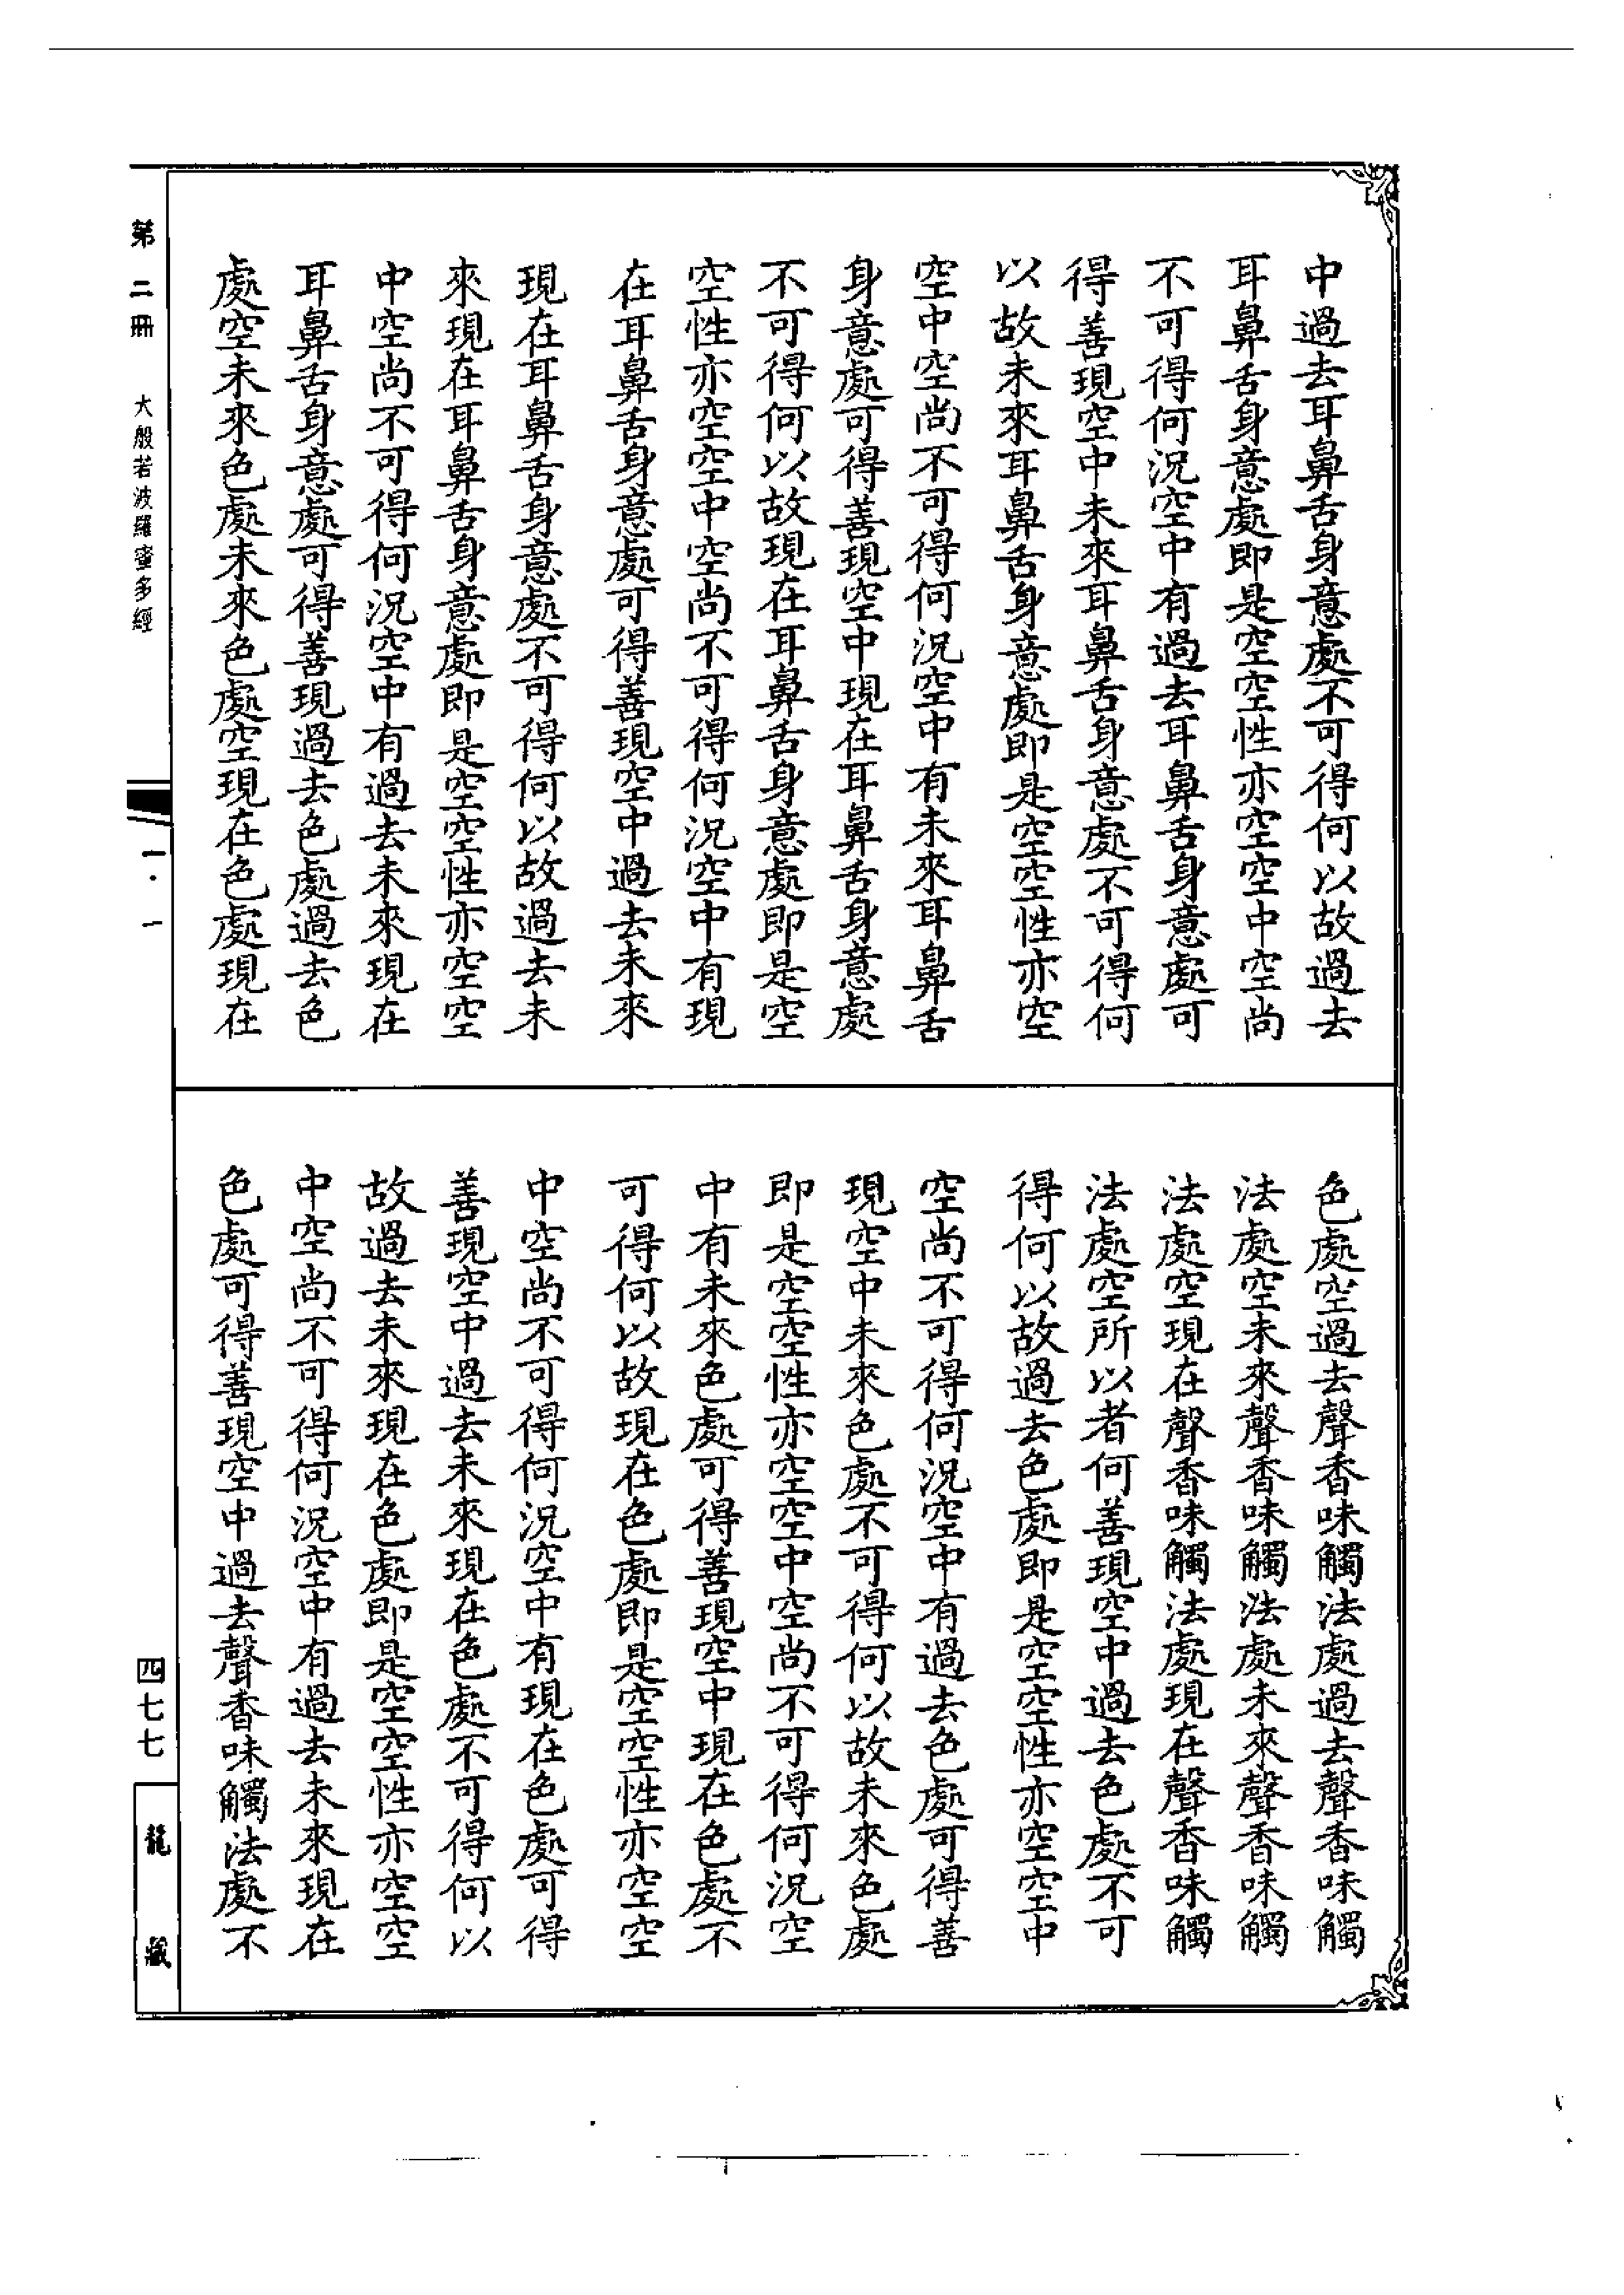 中過去耳鼻舌身意處不可得何以故過去
耳鼻舌身意處即是空空性亦空空中空尚
不可得何況空中有過去耳鼻舌身意處可
得善現空中未來耳鼻舌身意處不可得何
以故未來耳鼻舌身意處即是空空性亦空
空中空尚不可得何況空中有未來耳鼻舌
身意處可得善現空中現在耳鼻舌身意處
不可得何以故現在耳鼻舌身意處即是空
空性亦空空中空尚不可得何況空中有現
在耳鼻舌身意處可得善現空中過去未來
現在耳鼻舌身意處不可得何以故過去未
來現在耳鼻舌身意處即是空空性亦空空
中空尚不可得何況空中有過去未來現在
耳鼻舌身意處可得善現過去色處過去色
處空未來色處未來色處空現在色處現在
色處空過去聲香味觸法處過去聲香味觸
法處空未來聲香味觸法處未來聲香味觸
法處空現在聲香味觸法處現在聲香味觸
法處空所以者何善現空中過去色處不可
得何以故過去色處即是空空性亦空空中
空尚不可得何況空中有過去色處可得善
現空中未來色處不可得何以故未來色處
即是空空性亦空空中空尚不可得何況空
中有未來色處可得善現空中現在色處不
可得何以故現在色處即是空空性亦空空
中空尚不可得何況空中有現在色處可得
善現空中過去未來現在色處不可得何以
故過去未來現在色處即是空空性亦空空
中空尚不可得何況空中有過去未來現在
色處可得善現空中過去聲香味觸法處不
第二冊 大般若波羅蜜多經 一·一 四七七 龍藏